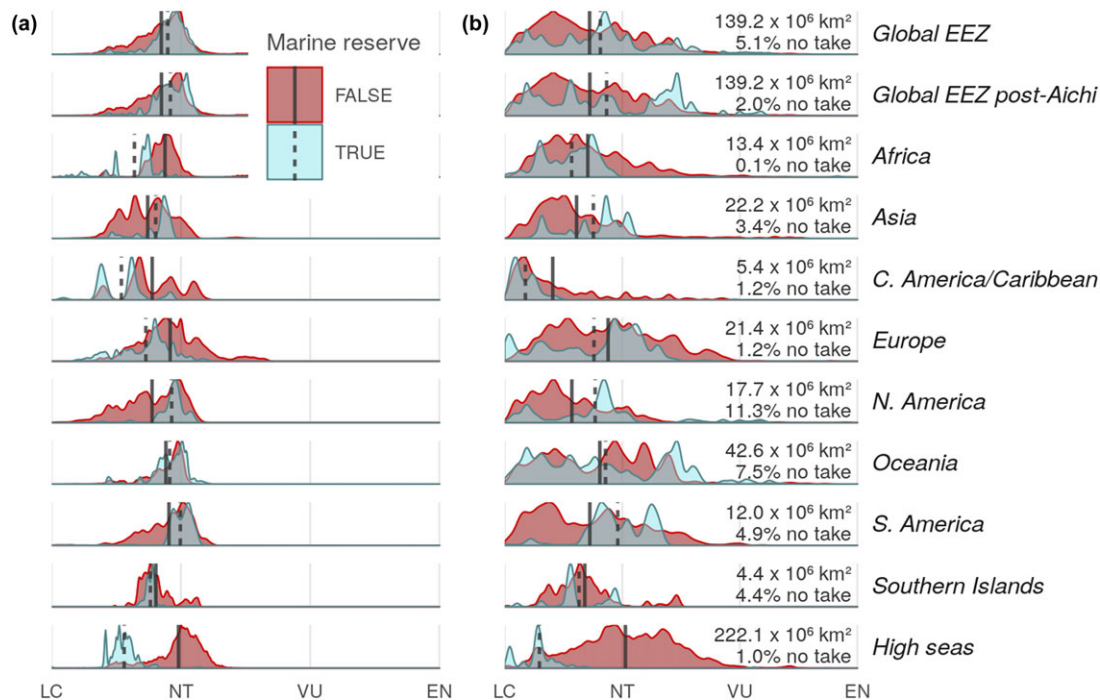 (a)
(b)
Marine reserve
FALSE
TRUE
139.2 x 10⁶ km²
5.1% no take
Global EEZ
139.2 x 10⁶ km²
2.0% no take
Global EEZ post-Aichi
13.4 x 10⁶ km²
0.1% no take
Africa
22.2 x 10⁶ km²
3.4% no take
Asia
5.4 x 10⁶ km²
1.2% no take
C. America/Caribbean
21.4 x 10⁶ km²
1.2% no take
Europe
17.7 x 10⁶ km²
11.3% no take
N. America
42.6 x 10⁶ km²
7.5% no take
Oceania
12.0 x 10⁶ km²
4.9% no take
S. America
4.4 x 10⁶ km²
4.4% no take
Southern Islands
222.1 x 10⁶ km²
1.0% no take
High seas
LC NT VU EN
LC NT VU EN